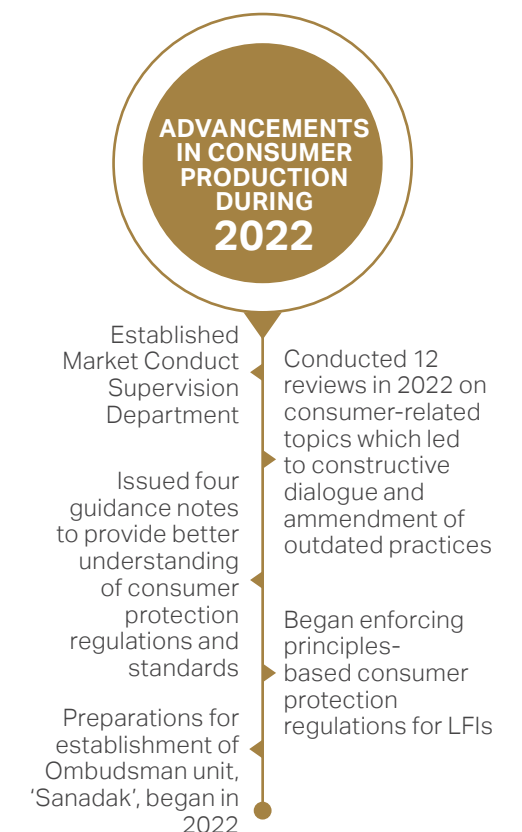 ADVANCEMENTS
IN CONSUMER
PRODUCTION
DURING
2022
Established
Market Conduct
Supervision
Department
Conducted 12
reviews in 2022 on
consumer-related
topics which led
to constructive
dialogue and
ammendment of
outdated practices
Issued four
guidance notes
to provide better
understanding
of consumer
protection
regulations and
standards
Began enforcing
principles-
based consumer
protection
regulations for LFIs
Preparations for
establishment of
Ombudsman unit,
‘Sanadak’, began in
2022